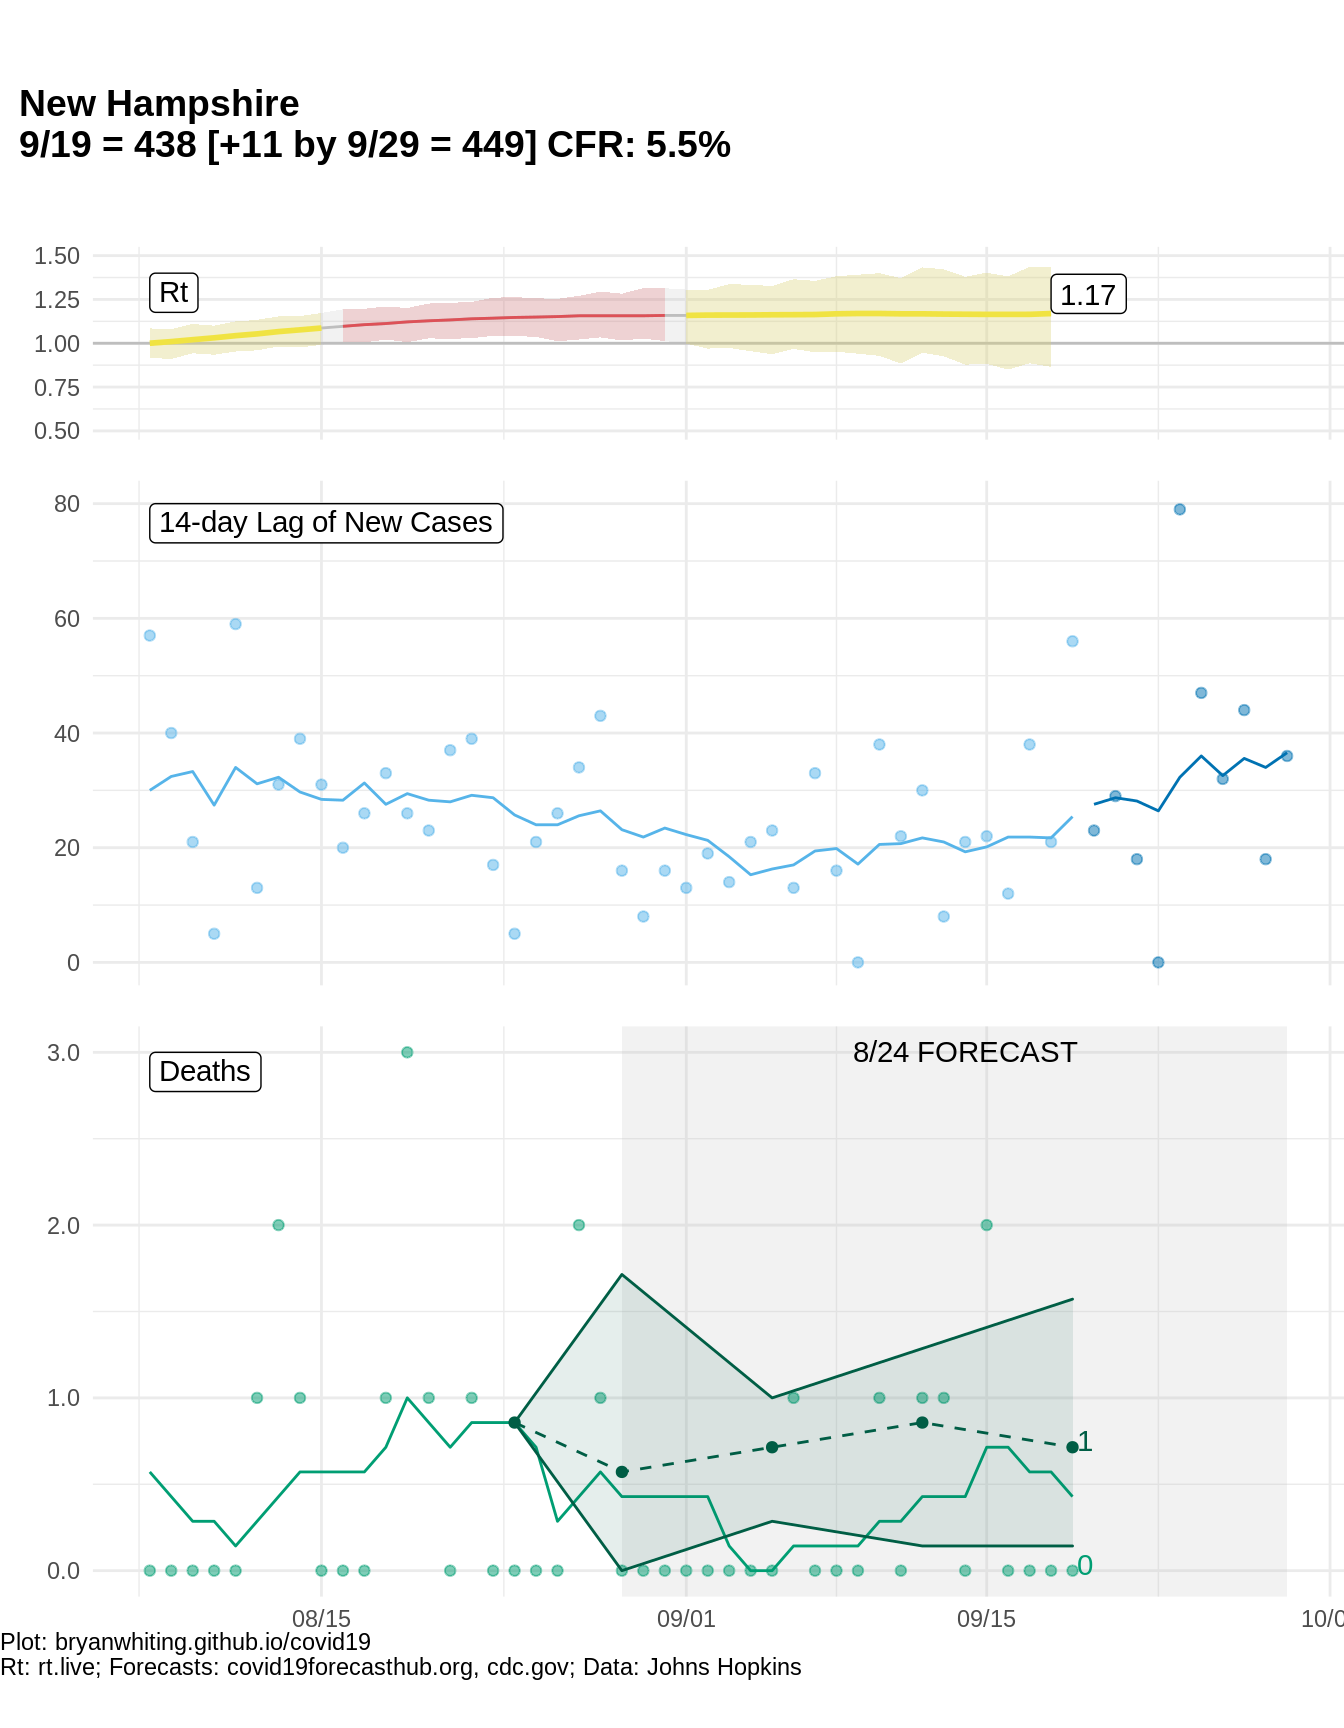 New Hampshire
9/19 = 438 [+11 by 9/29 = 449] CFR: 5.5%
1.50
1.25
1.00
0.75
0.50
Rt
1.17
80
60
40
20
0
14-day Lag of New Cases
3.0
2.0
1.0
0.0
Deaths
8/24 FORECAST
1
0
08/15
09/01
09/15
10/0
Plot: bryanwhiting.github.io/covid19
Rt: rt.live; Forecasts: covid19forecasthub.org, cdc.gov; Data: Johns Hopkins